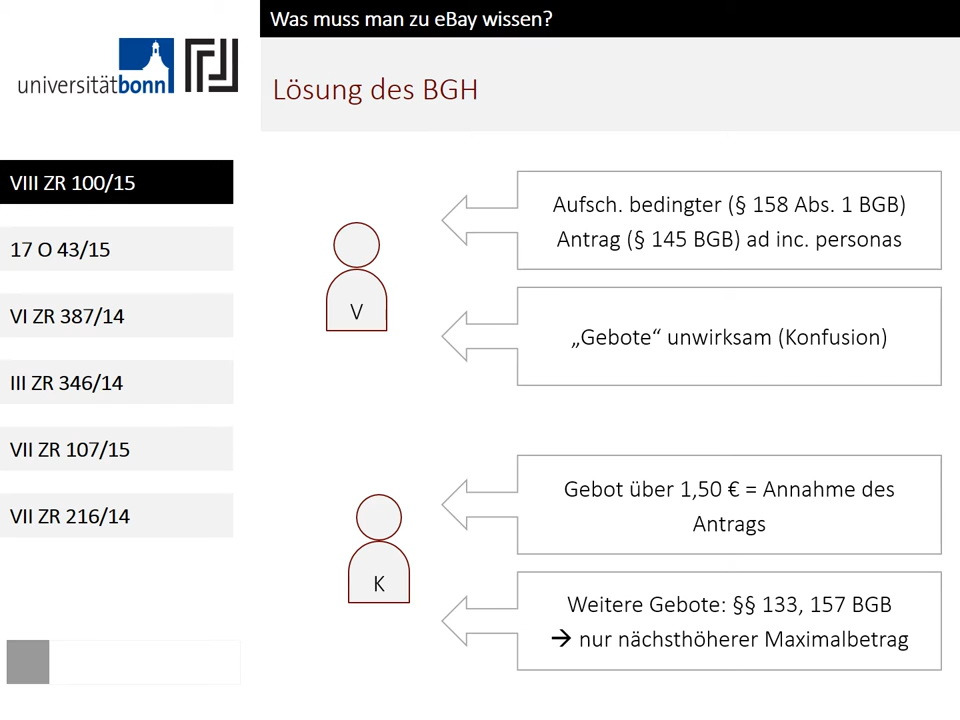 Was muss man zu eBay wissen?
universitätbonn
Lösung des BGH
VIII ZR 100/15
17 O 43/15
VI ZR 387/14
III ZR 346/14
VII ZR 107/15
VII ZR 216/14
V
Aufsch. bedingter (§ 158 Abs. 1 BGB)
Antrag (§ 145 BGB) ad inc. personas
„Gebote“ unwirksam (Konfusion)
K
Gebot über 1,50 € = Annahme des
Antrags
Weitere Gebote: §§ 133, 157 BGB
→ nur nächsthöherer Maximalbetrag